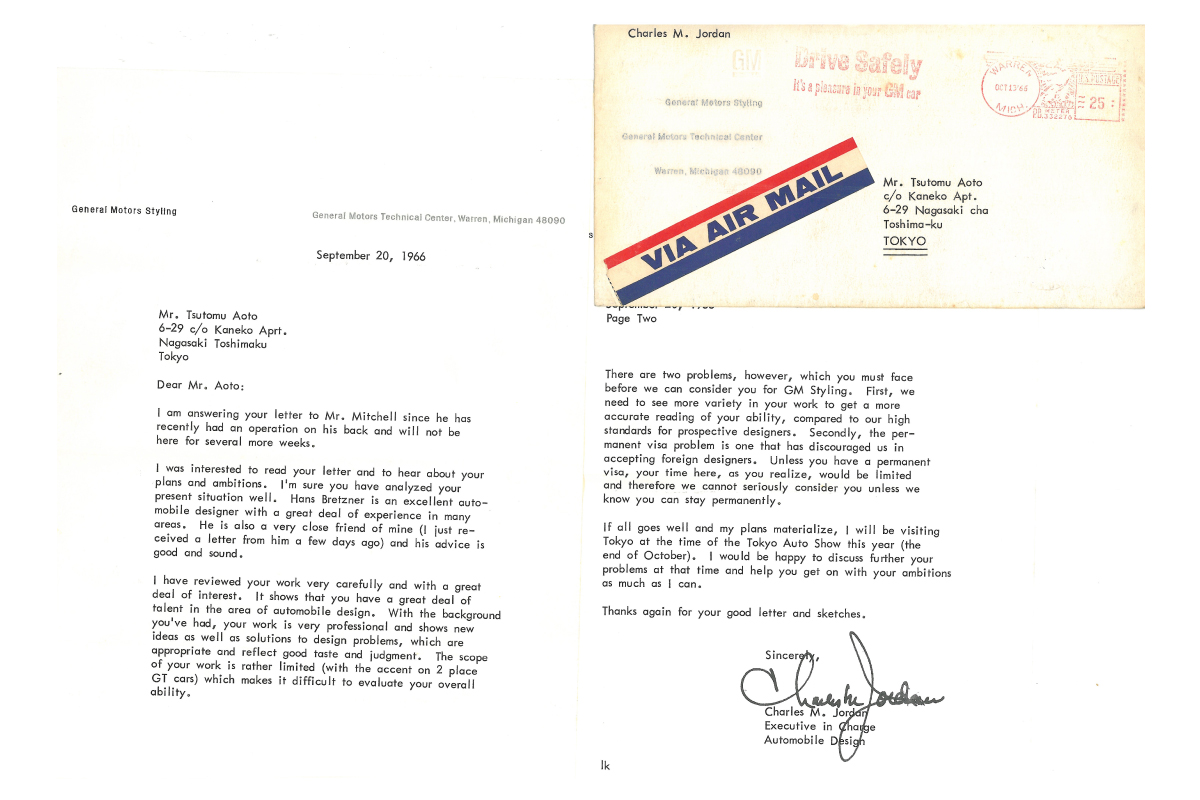 General Motors Styling
General Motors Technical Center, Warren, Michigan 48090
September 20, 1966
Mr. Tsutomu Aoto
6-29 c/o Kaneko Aprt.
Nagasaki Toshimaku
Tokyo
Dear Mr. Aoto:
I am answering your letter to Mr. Mitchell since he has
recently had an operation on his back and will not be
here for several more weeks.
I was interested to read your letter and to hear about your
plans and ambitions. I'm sure you have analyzed your
present situation well. Hans Bretzner is an excellent auto-
mobile designer with a great deal of experience in many
areas. He is also a very close friend of mine (I just re-
ceived a letter from him a few days ago) and his advice is
good and sound.
I have reviewed your work very carefully and with a great
deal of interest. It shows that you have a great deal of
talent in the area of automobile design. With the background
you've had, your work is very professional and shows new
ideas as well as solutions to design problems, which are
appropriate and reflect good taste and judgment. The scope
of your work is rather limited (with the accent on 2 place
GT cars) which makes it difficult to evaluate your overall
ability.
Charles M. Jordan
GM
General Motors Styling
General Motors Technical Center
Warren, Michigan 48090
Drive Safely
it's a pleasure in your GM car
WARREN
OCT 13'66
MICH.
U.S. POSTAGE
25
VIA AIR MAIL
Mr. Tsutomu Aoto
c/o Kaneko Apt.
6-29 Nagasaki cha
Toshima-ku
TOKYO
s
Page Two
There are two problems, however, which you must face
before we can consider you for GM Styling. First, we
need to see more variety in your work to get a more
accurate reading of your ability, compared to our high
standards for prospective designers. Secondly, the per-
manent visa problem is one that has discouraged us in
accepting foreign designers. Unless you have a permanent
visa, your time here, as you realize, would be limited
and therefore we cannot seriously consider you unless we
know you can stay permanently.
If all goes well and my plans materialize, I will be visiting
Tokyo at the time of the Tokyo Auto Show this year (the
end of October). I would be happy to discuss further your
problems at that time and help you get on with your ambitions
as much as I can.
Thanks again for your good letter and sketches.
Sincerely,
Charles M. Jordan
Charles M. Jordan
Executive in Charge
Automobile Design
lk